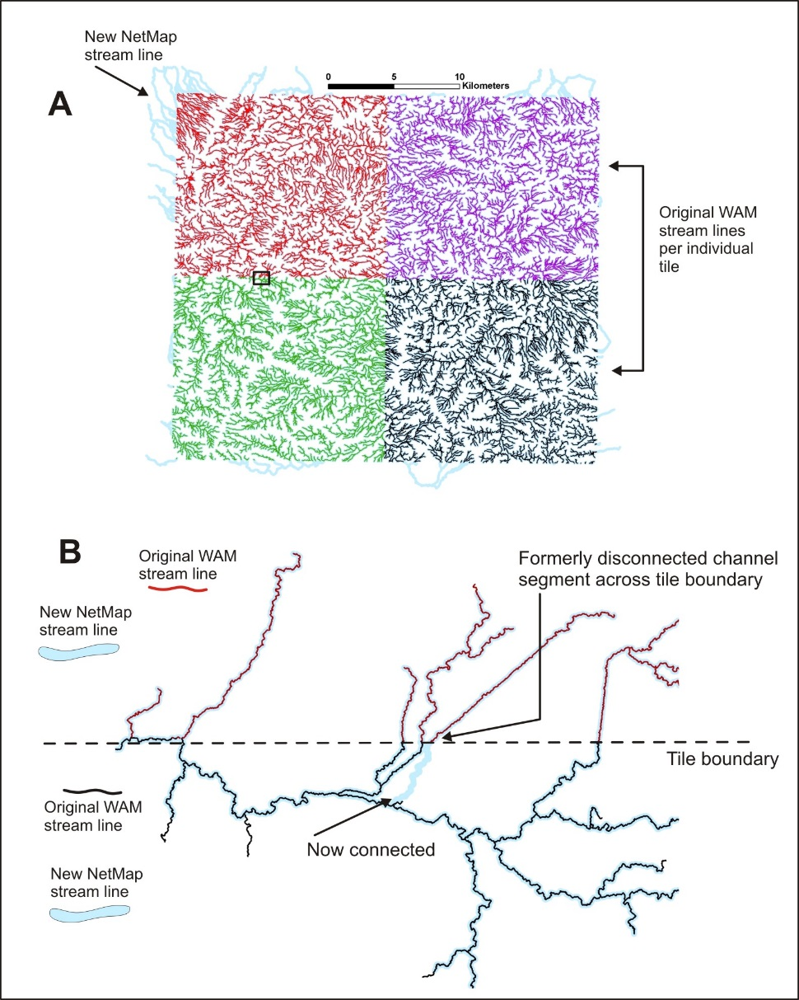 New NetMap
stream line
A
0 5 10
Kilometers
Original WAM
stream lines
per individual
tile
B
Original WAM
stream line
New NetMap
stream line
Formerly disconnected channel
segment across tile boundary
Tile boundary
Original WAM
stream line
Now connected
New NetMap
stream line